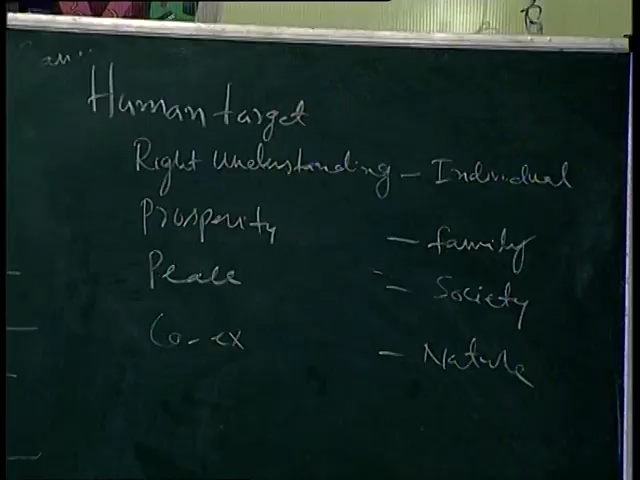 Human target
Right Understanding - Individual
Prosperity - family
Peace - Society
Co-ex - Nature